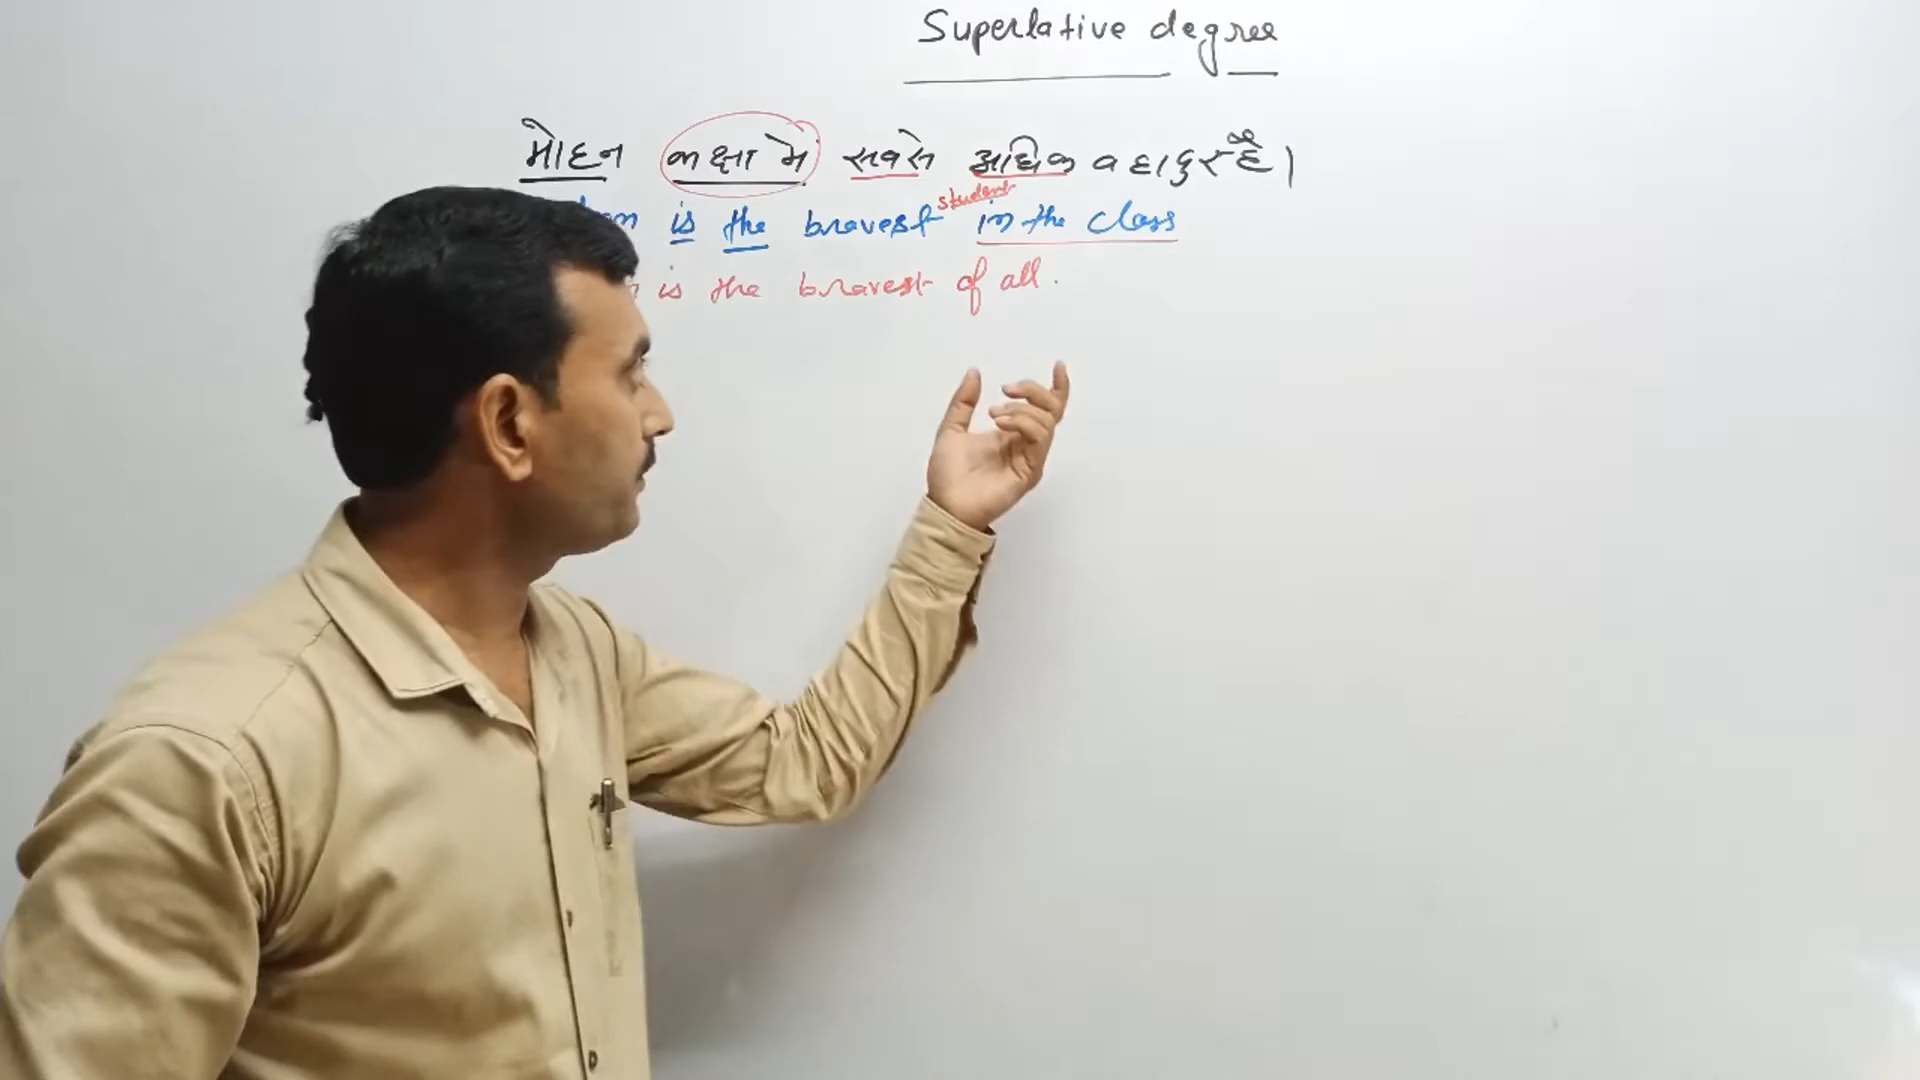 Superlative degree
मोहन कक्षा मे सबसे अधिक बहादुर है।
student
is the bravest in the class
is the bravest of all.